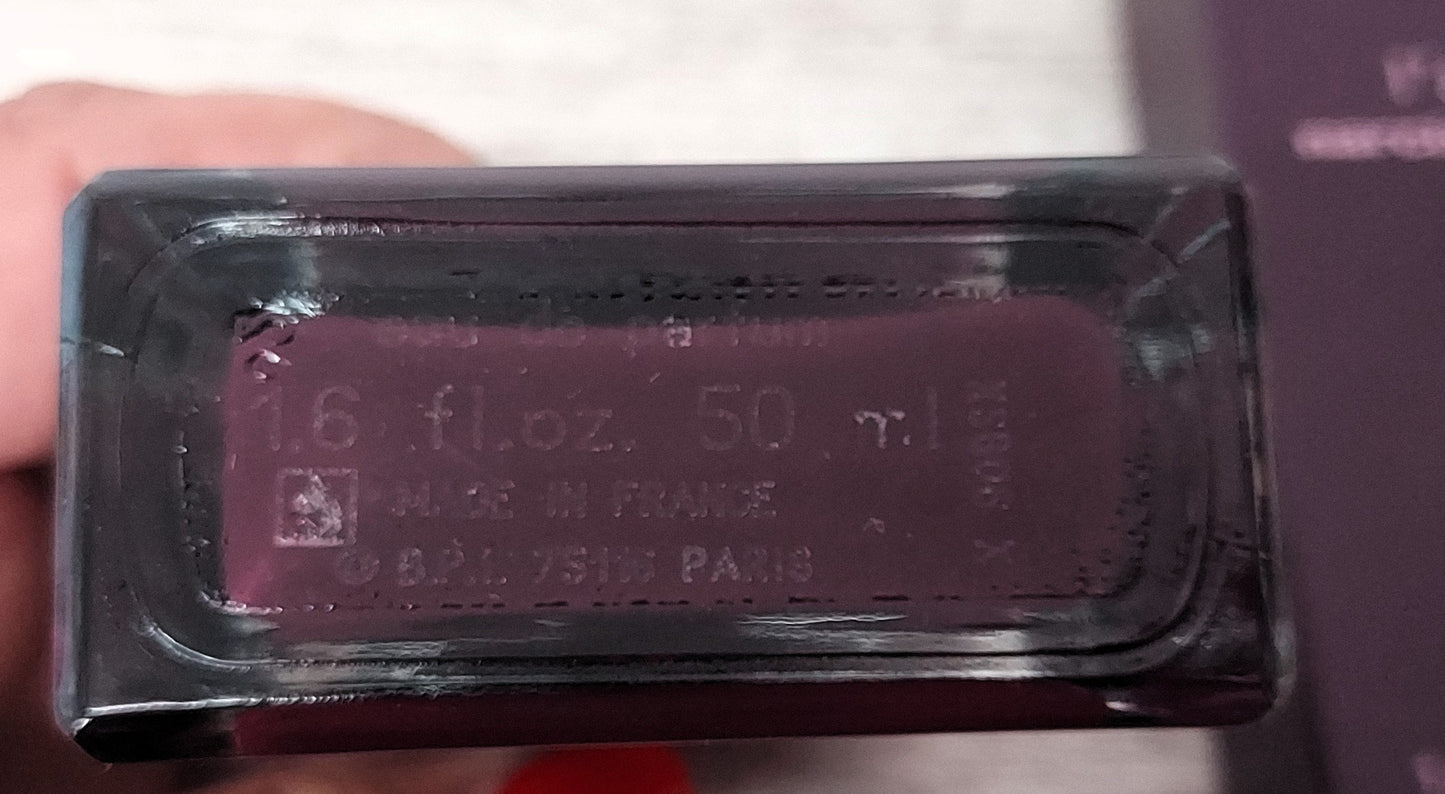 eau de parfum
1.6 fl.oz. 50 ml
MADE IN FRANCE
© B.P.I. 75116 PARIS